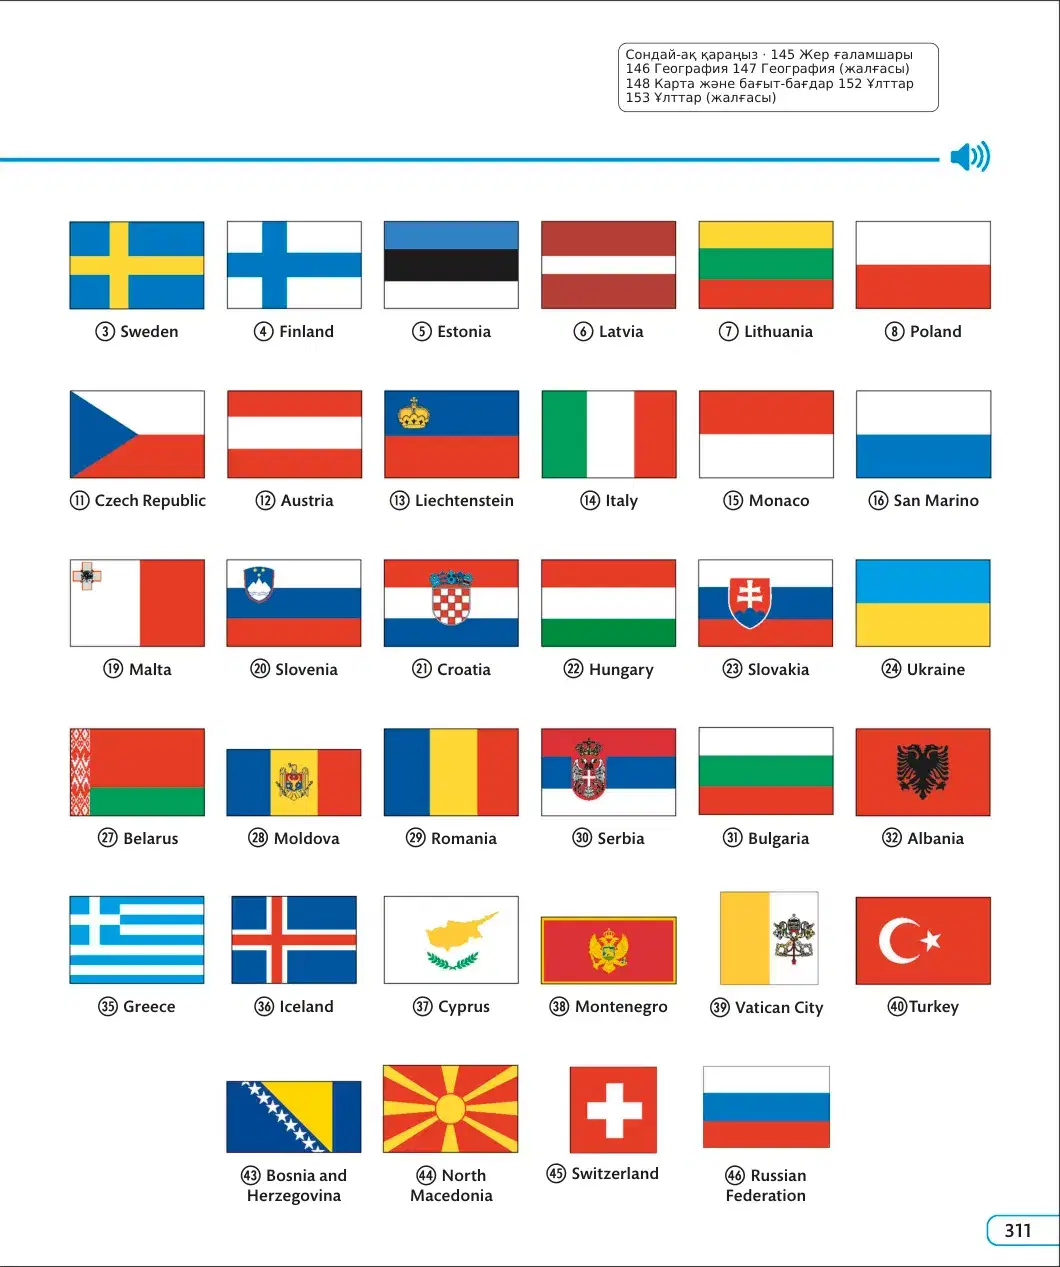 Сондай-ақ қараңыз · 145 Жер ғаламшары
146 География 147 География (жалғасы)
148 Карта және бағыт-бағдар 152 Ұлттар
153 Ұлттар (жалғасы)
3 Sweden
4 Finland
5 Estonia
6 Latvia
7 Lithuania
8 Poland
11 Czech Republic
12 Austria
13 Liechtenstein
14 Italy
15 Monaco
16 San Marino
19 Malta
20 Slovenia
21 Croatia
22 Hungary
23 Slovakia
24 Ukraine
27 Belarus
28 Moldova
29 Romania
30 Serbia
31 Bulgaria
32 Albania
35 Greece
36 Iceland
37 Cyprus
38 Montenegro
39 Vatican City
40 Turkey
43 Bosnia and
Herzegovina
44 North
Macedonia
45 Switzerland
46 Russian
Federation
311